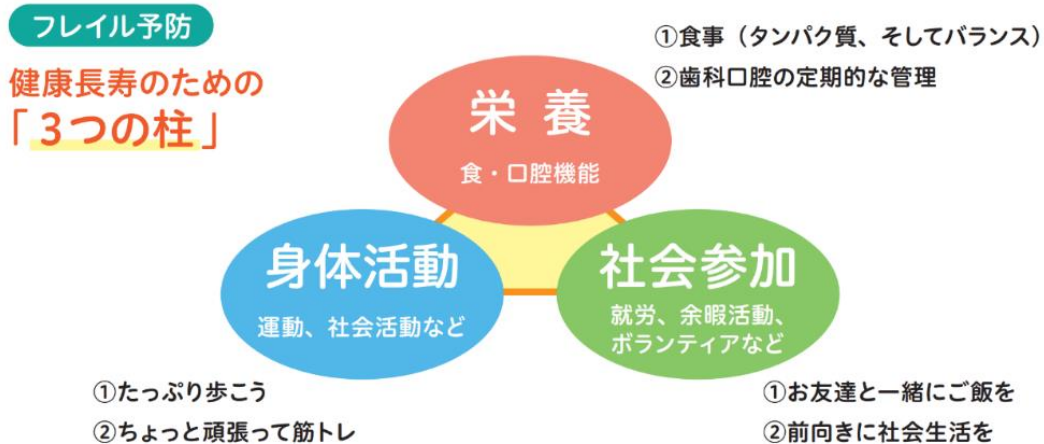 フレイル予防
健康長寿のための
「3つの柱」
①食事（タンパク質、そしてバランス）
②歯科口腔の定期的な管理
栄 養
食・口腔機能
身体活動
運動、社会活動など
社会参加
就労、余暇活動、
ボランティアなど
①たっぷり歩こう
②ちょっと頑張って筋トレ
①お友達と一緒にご飯を
②前向きに社会生活を